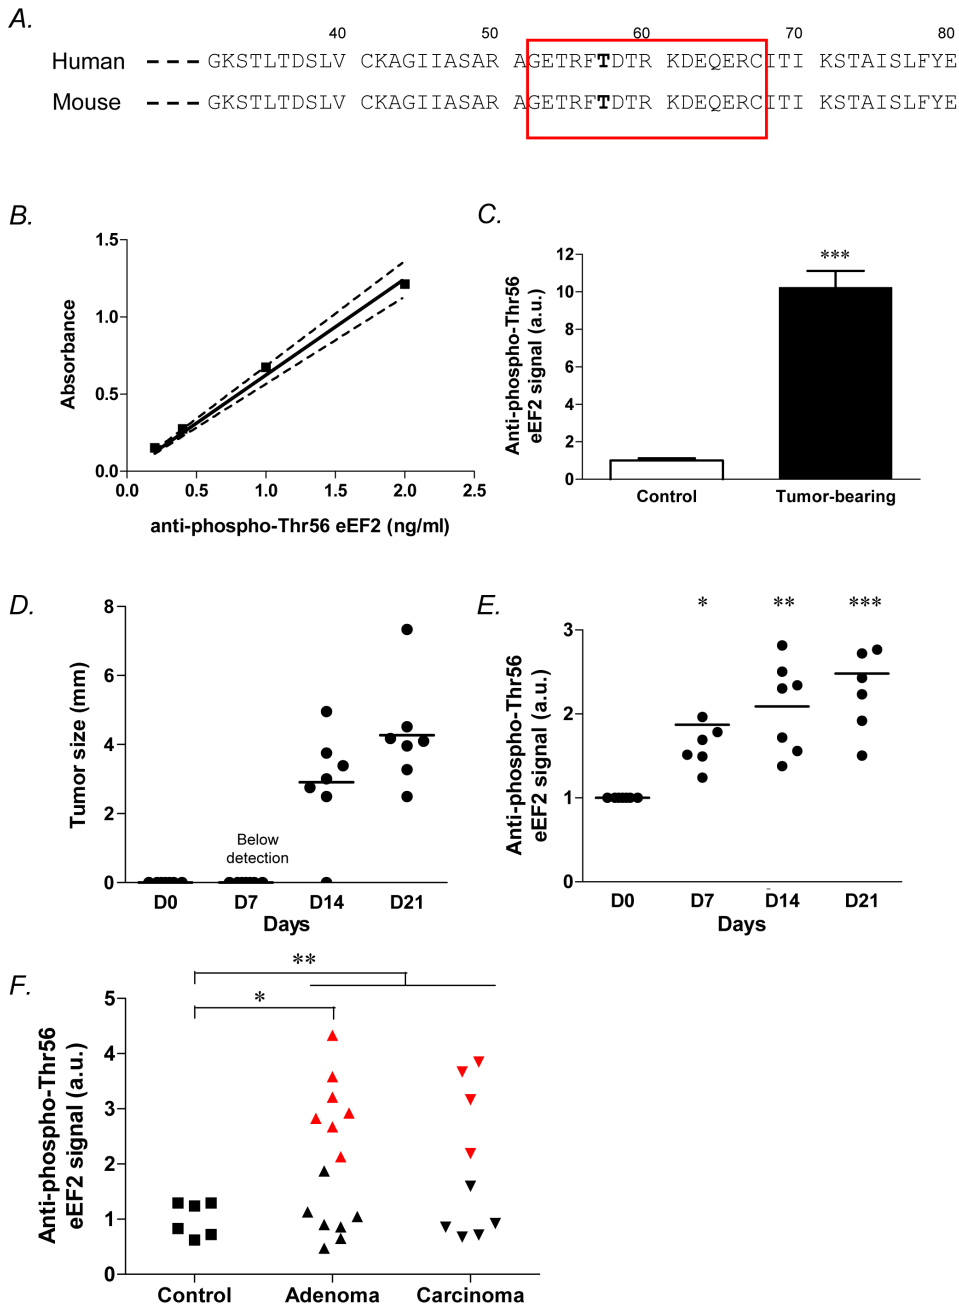 A.
40 50 60 70 80
Human --- GKSTLTDSLV CKAGIIASAR AGETRFTDTR KDEQERCITI KSTAISLFYE
Mouse --- GKSTLTDSLV CKAGIIASAR AGETRFTDTR KDEQERCITI KSTAISLFYE
B.
Absorbance
1.5
1.0
0.5
0.0
0.0 0.5 1.0 1.5 2.0 2.5
anti-phospho-Thr56 eEF2 (ng/ml)
C.
Anti-phospho-Thr56
eEF2 signal (a.u.)
12
10
8
6
4
2
0
***
Control Tumor-bearing
D.
Tumor size (mm)
8
6
4
2
0
Below
detection
D0 D7 D14 D21
Days
E.
Anti-phospho-Thr56
eEF2 signal (a.u.)
* ** ***
3
2
1
0
D0 D7 D14 D21
Days
F.
Anti-phospho-Thr56
eEF2 signal (a.u.)
**
*
5
4
3
2
1
0
Control Adenoma Carcinoma